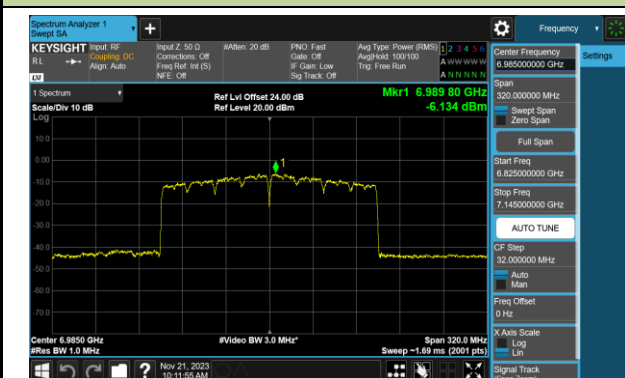 Spectrum Analyzer 1
Swept SA
+
Frequency
KEYSIGHT
Input: RF
Input Z: 50 Ω
#Atten: 20 dB
PNO: Fast
Avg Type: Power (RMS)
1 2 3 4 5 6
RL
Coupling: DC
Corrections: Off
Gate: Off
Avg|Hold: 100/100
A W W W W W
Align: Auto
Freq Ref: Int (S)
IF Gain: Low
Trig: Free Run
NFE: Off
Sig Track: Off
A N N N N N
LXI
1 Spectrum
Scale/Div 10 dB
Log
Ref Lvl Offset 24.00 dB
Ref Level 20.00 dBm
Mkr1 6.989 80 GHz
-6.134 dBm
1
10.0
0.00
-10.0
-20.0
-30.0
-40.0
-50.0
-60.0
-70.0
Center 6.9850 GHz
#Res BW 1.0 MHz
#Video BW 3.0 MHz*
Span 320.0 MHz
Sweep ~1.69 ms (2001 pts)
?
Nov 21, 2023
10:11:55 AM
Settings
Center Frequency
6.985000000 GHz
Span
320.000000 MHz
Swept Span
Zero Span
Full Span
Start Freq
6.825000000 GHz
Stop Freq
7.145000000 GHz
AUTO TUNE
CF Step
32.000000 MHz
Auto
Man
Freq Offset
0 Hz
X Axis Scale
Log
Lin
Signal Track